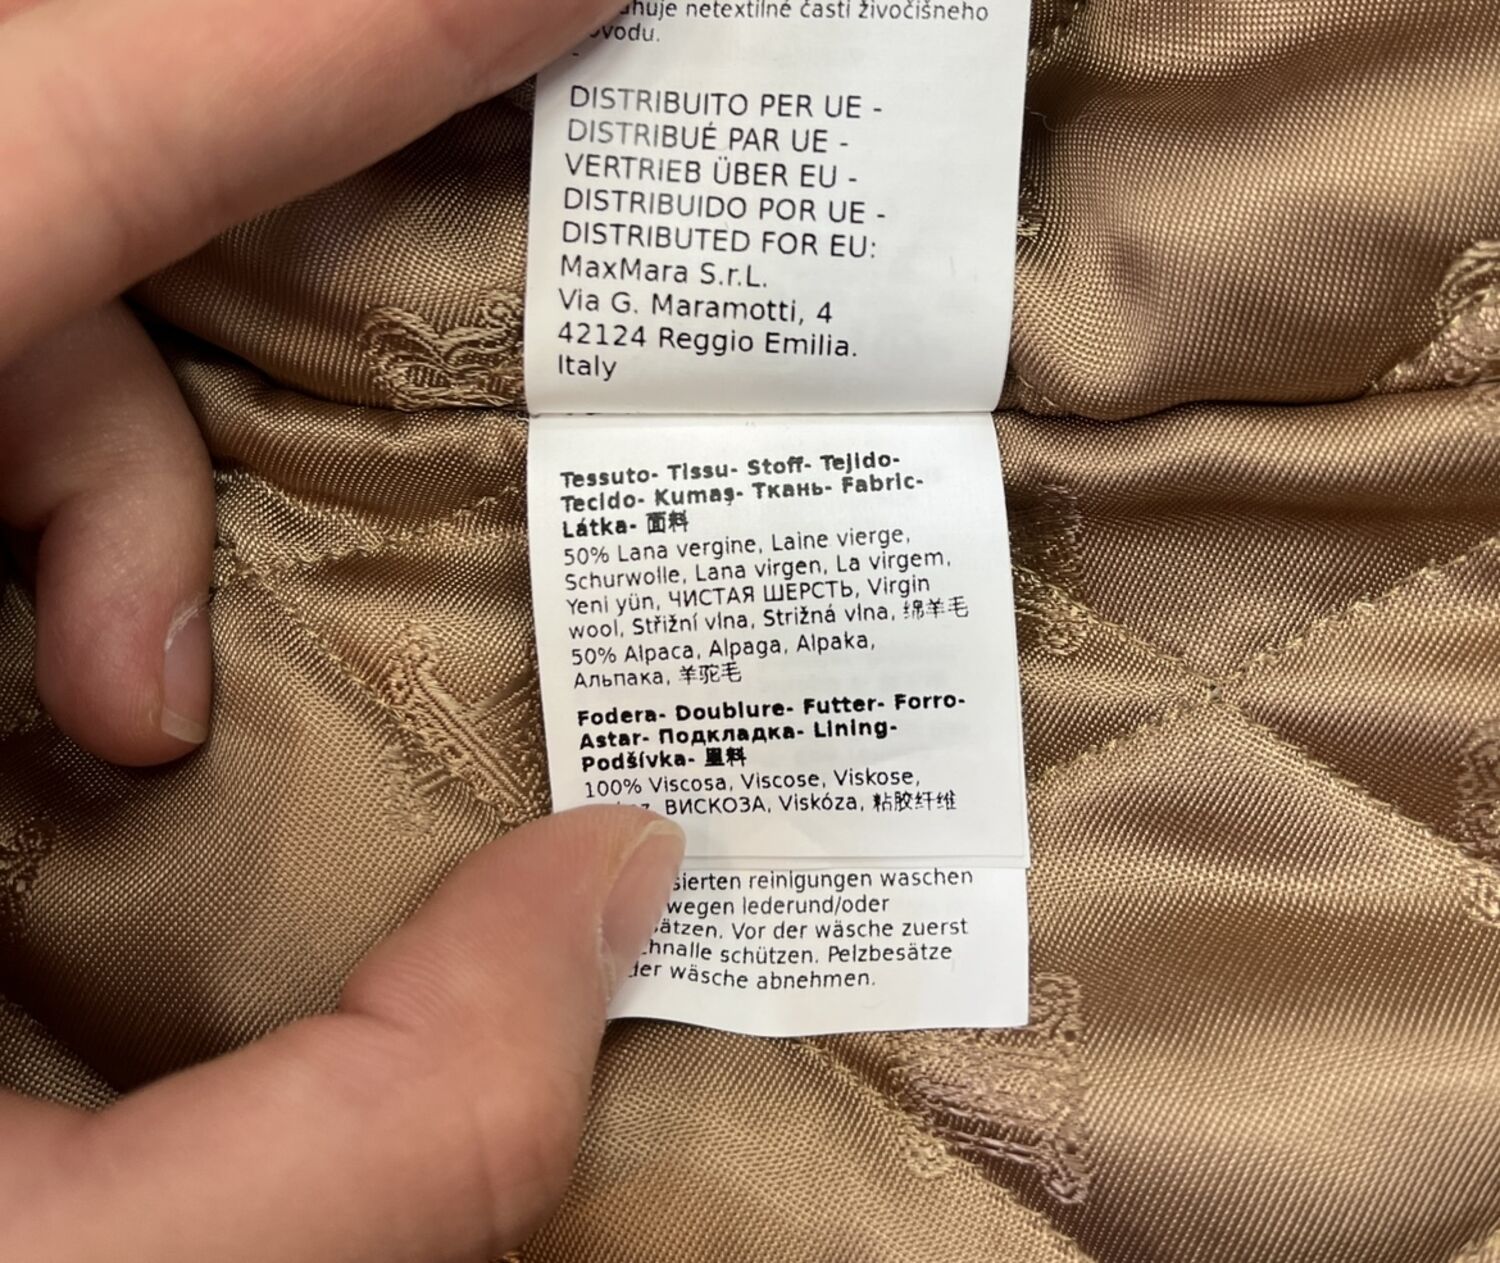 netextilné časti živočišneho
DISTRIBUITO PER UE -
DISTRIBUÉ PAR UE -
VERTRIEB ÜBER EU -
DISTRIBUIDO POR UE -
DISTRIBUTED FOR EU:
MaxMara S.r.L.
Via G. Maramotti, 4
42124 Reggio Emilia.
Italy
Tessuto- Tissu- Stoff- Tejido-
Tecido- Kumaş- Ткань- Fabric-
Látka- 面料
50% Lana vergine, Laine vierge,
Schurwolle, Lana virgen, La virgem,
Yeni yün, ЧИСТАЯ ШЕРСТЬ, Virgin
wool, Střižní vlna, Strižná vlna, 绵羊毛
50% Alpaca, Alpaga, Alpaka,
Альпака, 羊驼毛
Fodera- Doublure- Futter- Forro-
Astar- Подкладка- Lining-
Podšívka- 里料
100% Viscosa, Viscose, Viskose,
ВИСКОЗА, Viskóza, 粘胶纤维
reinigungen waschen
wegen lederund/oder
Vor der wäsche zuerst
schützen. Pelzbesätze
wäsche abnehmen.